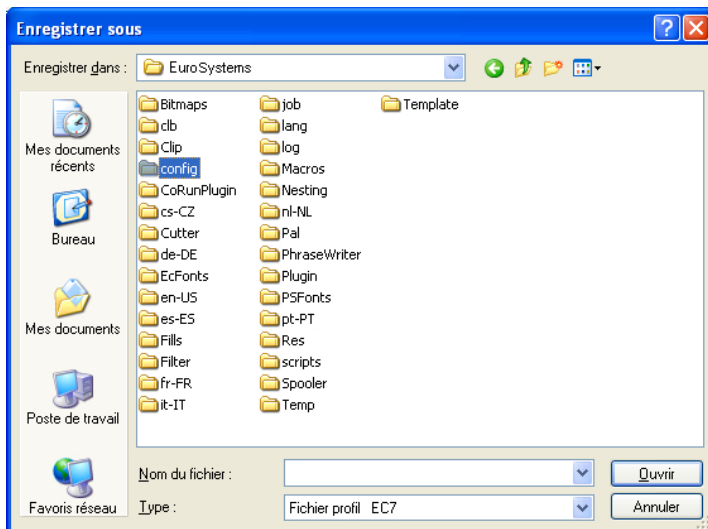 Enregistrer sous
Enregistrer dans :
EuroSystems
Mes documents
récents
Bureau
Mes documents
Poste de travail
Favoris réseau
Bitmaps
clb
Clip
config
CoRunPlugin
cs-CZ
Cutter
de-DE
EcFonts
en-US
es-ES
Fills
Filter
fr-FR
it-IT
job
lang
log
Macros
Nesting
nl-NL
Pal
PhraseWriter
Plugin
PSFonts
pt-PT
Res
scripts
Spooler
Temp
Template
Nom du fichier :
Ouvrir
Type :
Fichier profil EC7
Annuler